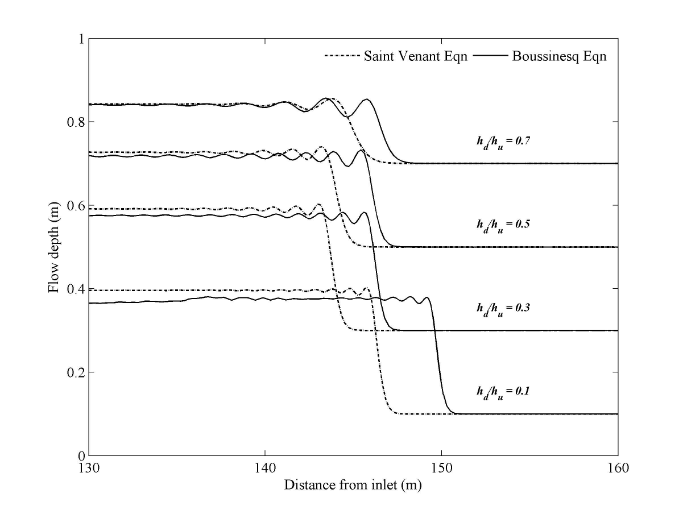 1
Saint Venant Eqn Boussinesq Eqn
0.8
h_d/h_u = 0.7
0.6
h_d/h_u = 0.5
Flow depth (m)
0.4
h_d/h_u = 0.3
0.2
h_d/h_u = 0.1
0
130 140 150 160
Distance from inlet (m)